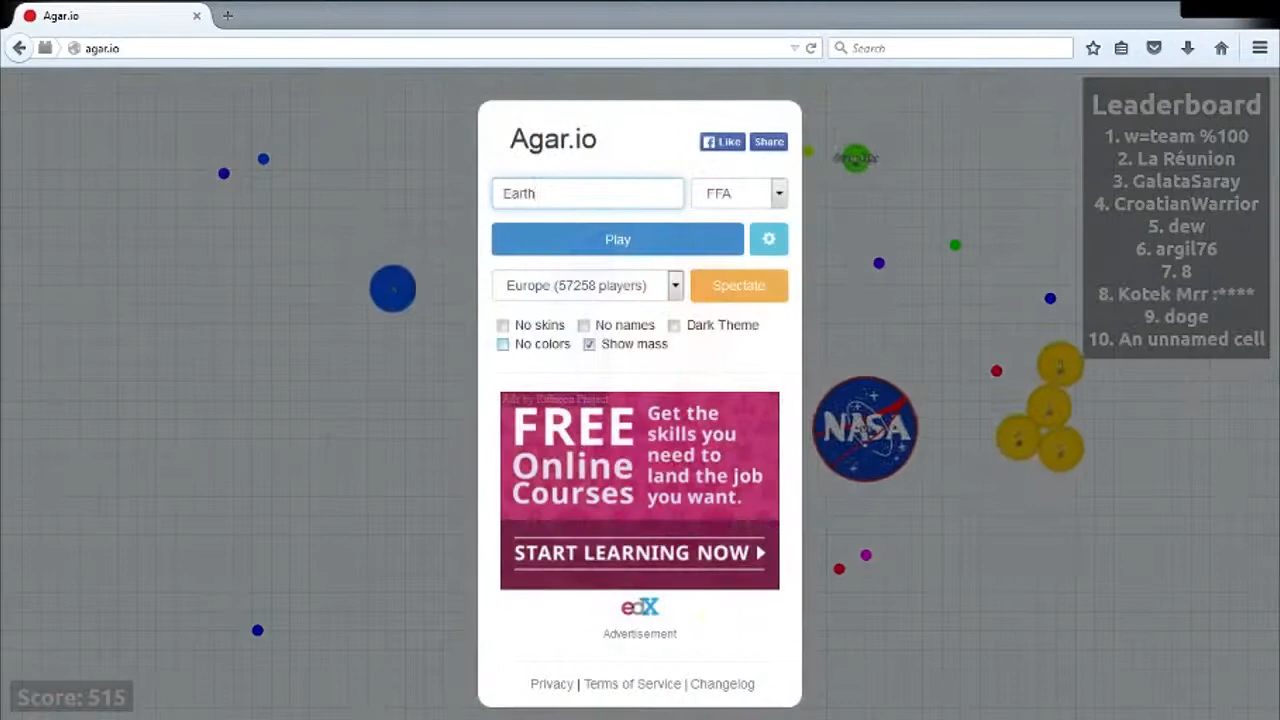 Agar.io
agar.io
Search
Leaderboard
1. w=team %100
2. La Réunion
3. GalataSaray
4. CroatianWarrior
5. dew
6. argil76
7. 8
8. Kotek Mrr :****
9. doge
10. An unnamed cell
Agar.io
Like
Share
Earth
FFA
Play
Europe (57258 players)
Spectate
No skins
No names
Dark Theme
No colors
Show mass
FREE
Online
Courses
Get the
skills you
need to
land the job
you want.
START LEARNING NOW
edX
Advertisement
Privacy | Terms of Service | Changelog
NASA
Score: 515